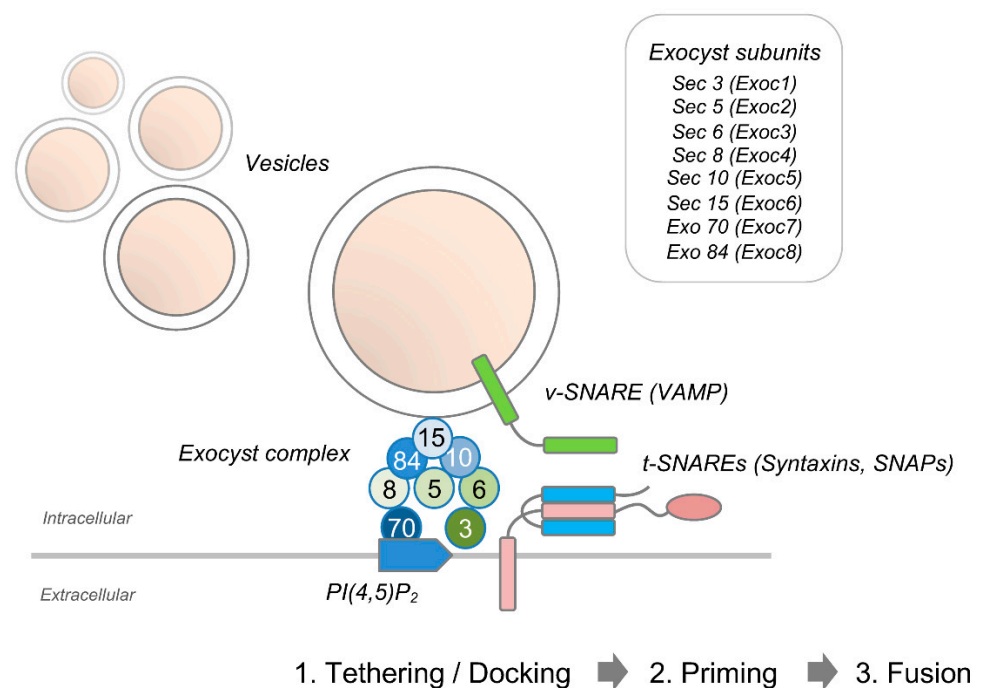 Exocyst subunits
Sec 3 (Exoc1)
Sec 5 (Exoc2)
Sec 6 (Exoc3)
Sec 8 (Exoc4)
Sec 10 (Exoc5)
Sec 15 (Exoc6)
Exo 70 (Exoc7)
Exo 84 (Exoc8)
Vesicles
v-SNARE (VAMP)
Exocyst complex
15
84 10
8 5 6
70 3
t-SNAREs (Syntaxins, SNAPs)
Intracellular
Extracellular
PI(4,5)P₂
1. Tethering / Docking 2. Priming 3. Fusion